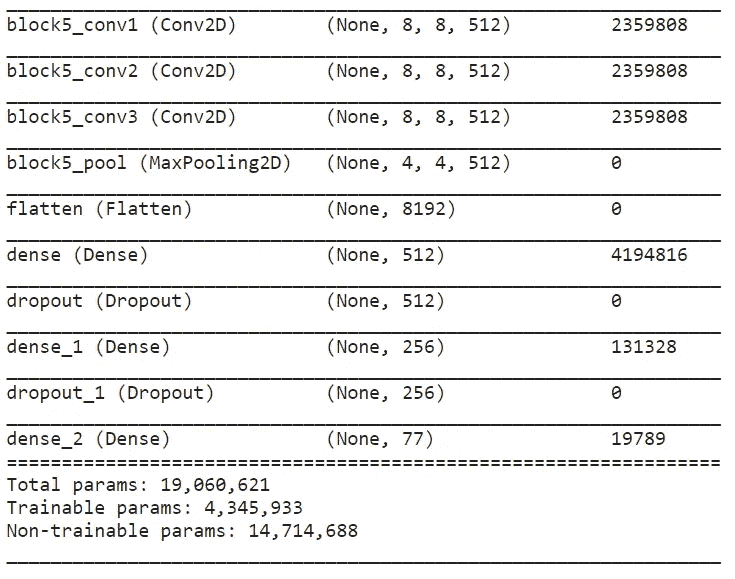 block5_conv1 (Conv2D) (None, 8, 8, 512) 2359808
block5_conv2 (Conv2D) (None, 8, 8, 512) 2359808
block5_conv3 (Conv2D) (None, 8, 8, 512) 2359808
block5_pool (MaxPooling2D) (None, 4, 4, 512) 0
flatten (Flatten) (None, 8192) 0
dense (Dense) (None, 512) 4194816
dropout (Dropout) (None, 512) 0
dense_1 (Dense) (None, 256) 131328
dropout_1 (Dropout) (None, 256) 0
dense_2 (Dense) (None, 77) 19789
Total params: 19,060,621
Trainable params: 4,345,933
Non-trainable params: 14,714,688